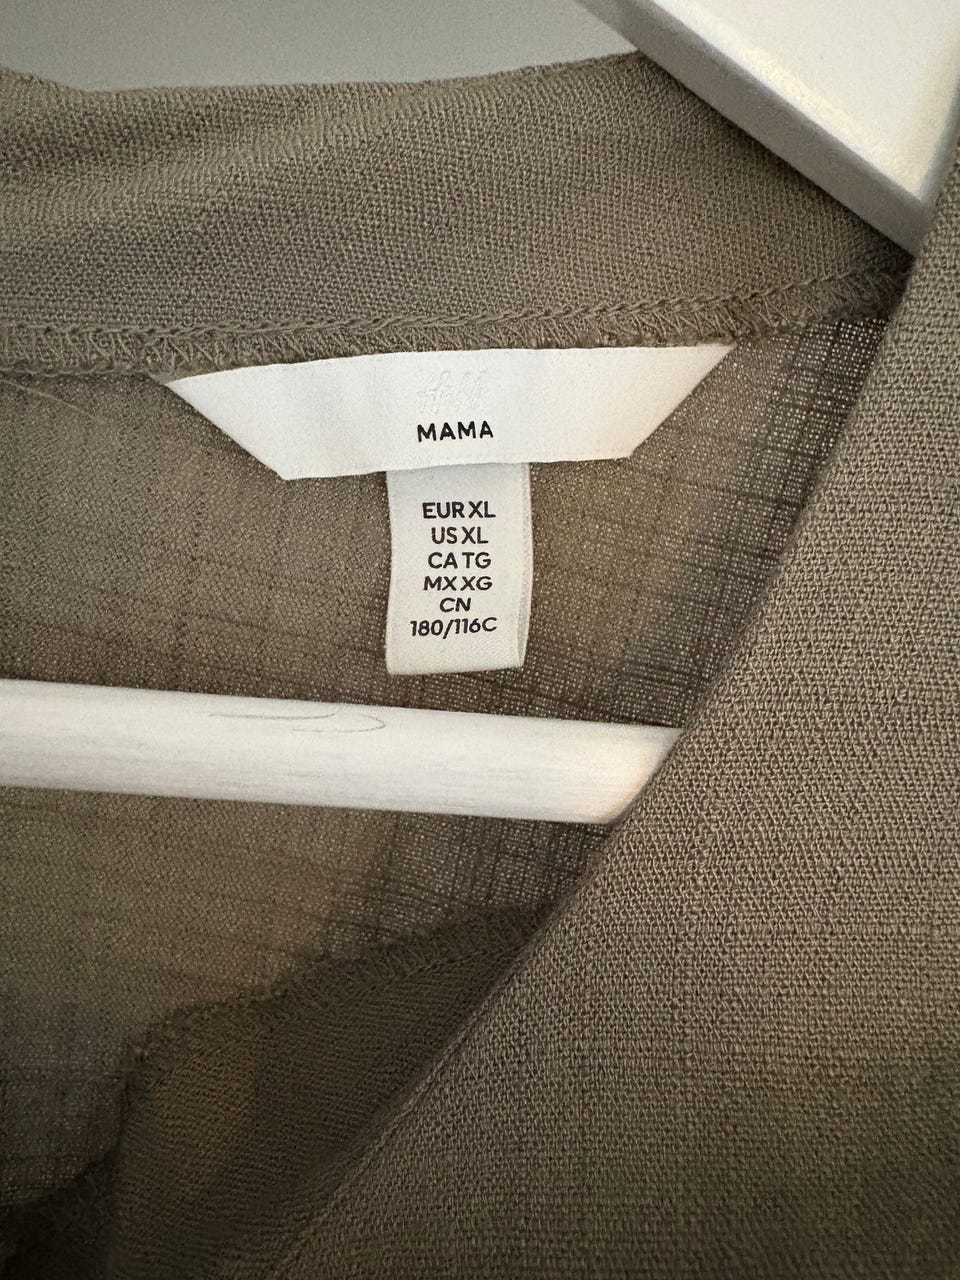 H&M
MAMA
EUR XL
US XL
CA TG
MX XG
CN
180/116C